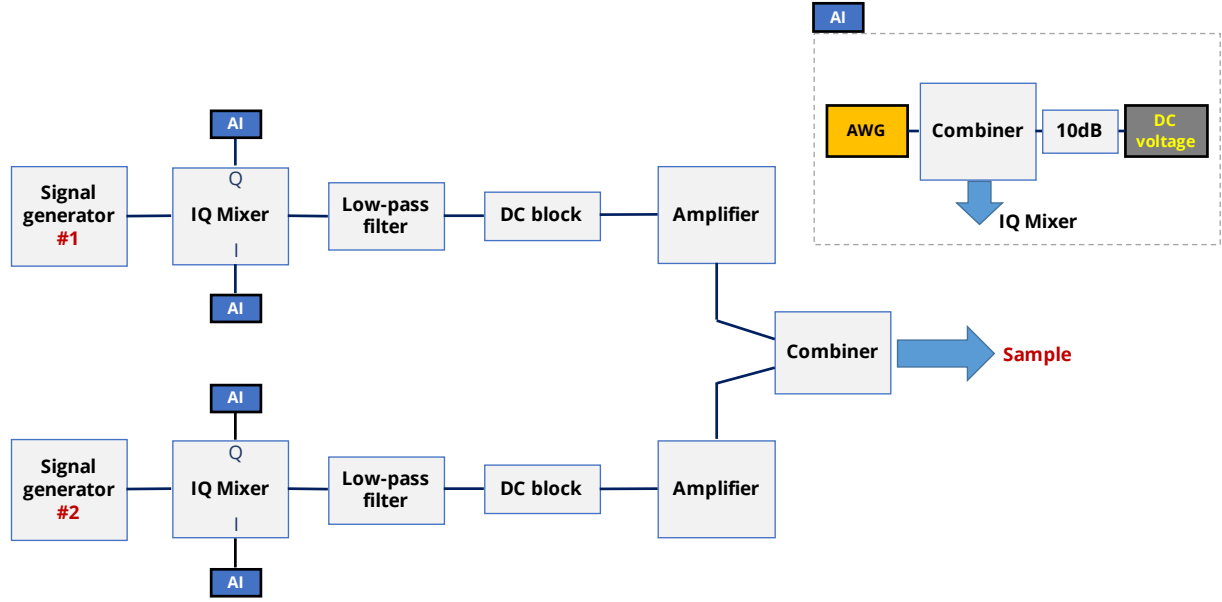 AI
AWG
Combiner
10dB
DC
voltage
IQ Mixer
AI
Signal
generator
#1
Q
IQ Mixer
I
Low-pass
filter
DC block
Amplifier
AI
Combiner
Sample
AI
Signal
generator
#2
Q
IQ Mixer
I
Low-pass
filter
DC block
Amplifier
AI